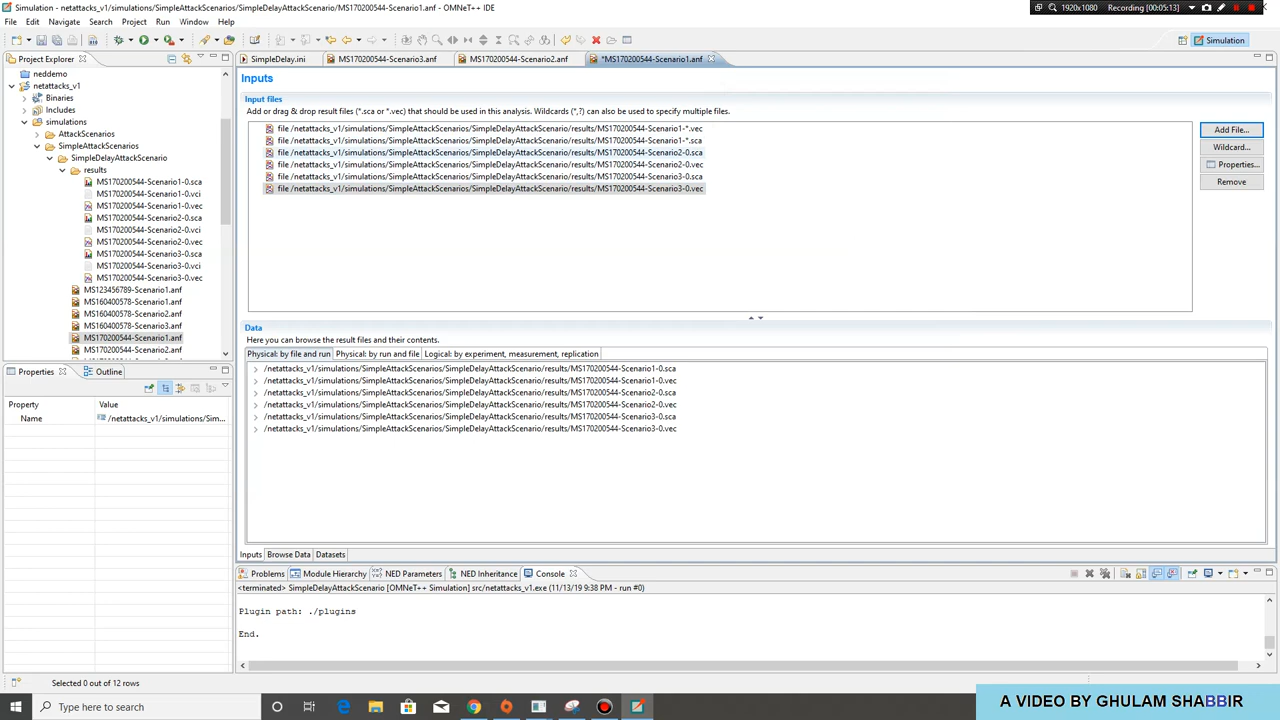 Simulation - netattacks_v1/simulations/SimpleAttackScenarios/SimpleDelayAttackScenario/MS170200544-Scenario1.anf - OMNeT++ IDE
1920x1080
Recording [00:05:13]
File Edit Navigate Search Project Run Window Help
Simulation
Project Explorer
SimpleDelay.ini
MS170200544-Scenario3.anf
MS170200544-Scenario2.anf
*MS170200544-Scenario1.anf
neddemo
netattacks_v1
Binaries
Includes
simulations
AttackScenarios
SimpleAttackScenarios
SimpleDelayAttackScenario
results
MS170200544-Scenario1-0.sca
MS170200544-Scenario1-0.vci
MS170200544-Scenario1-0.vec
MS170200544-Scenario2-0.sca
MS170200544-Scenario2-0.vci
MS170200544-Scenario2-0.vec
MS170200544-Scenario3-0.sca
MS170200544-Scenario3-0.vci
MS170200544-Scenario3-0.vec
MS123456789-Scenario1.anf
MS160400578-Scenario1.anf
MS160400578-Scenario2.anf
MS160400578-Scenario3.anf
MS170200544-Scenario1.anf
MS170200544-Scenario2.anf
Inputs
Input files
Add or drag & drop result files (*.sca or *.vec) that should be used in this analysis. Wildcards (*,?) can also be used to specify multiple files.
file /netattacks_v1/simulations/SimpleAttackScenarios/SimpleDelayAttackScenario/results/MS170200544-Scenario1-*.vec
file /netattacks_v1/simulations/SimpleAttackScenarios/SimpleDelayAttackScenario/results/MS170200544-Scenario1-*.sca
file /netattacks_v1/simulations/SimpleAttackScenarios/SimpleDelayAttackScenario/results/MS170200544-Scenario2-0.sca
file /netattacks_v1/simulations/SimpleAttackScenarios/SimpleDelayAttackScenario/results/MS170200544-Scenario2-0.vec
file /netattacks_v1/simulations/SimpleAttackScenarios/SimpleDelayAttackScenario/results/MS170200544-Scenario3-0.sca
file /netattacks_v1/simulations/SimpleAttackScenarios/SimpleDelayAttackScenario/results/MS170200544-Scenario3-0.vec
Add File...
Wildcard...
Properties...
Remove
Data
Here you can browse the result files and their contents.
Physical: by file and run Physical: by run and file Logical: by experiment, measurement, replication
/netattacks_v1/simulations/SimpleAttackScenarios/SimpleDelayAttackScenario/results/MS170200544-Scenario1-0.sca
/netattacks_v1/simulations/SimpleAttackScenarios/SimpleDelayAttackScenario/results/MS170200544-Scenario1-0.vec
/netattacks_v1/simulations/SimpleAttackScenarios/SimpleDelayAttackScenario/results/MS170200544-Scenario2-0.sca
/netattacks_v1/simulations/SimpleAttackScenarios/SimpleDelayAttackScenario/results/MS170200544-Scenario2-0.vec
/netattacks_v1/simulations/SimpleAttackScenarios/SimpleDelayAttackScenario/results/MS170200544-Scenario3-0.sca
/netattacks_v1/simulations/SimpleAttackScenarios/SimpleDelayAttackScenario/results/MS170200544-Scenario3-0.vec
Inputs Browse Data Datasets
Properties Outline
Property Value
Name /netattacks_v1/simulations/Sim...
Problems Module Hierarchy NED Parameters NED Inheritance Console
<terminated> SimpleDelayAttackScenario [OMNeT++ Simulation] src/netattacks_v1.exe (11/13/19 9:38 PM - run #0)
Plugin path: ./plugins
End.
Selected 0 out of 12 rows
Type here to search
A VIDEO BY GHULAM SHABBIR